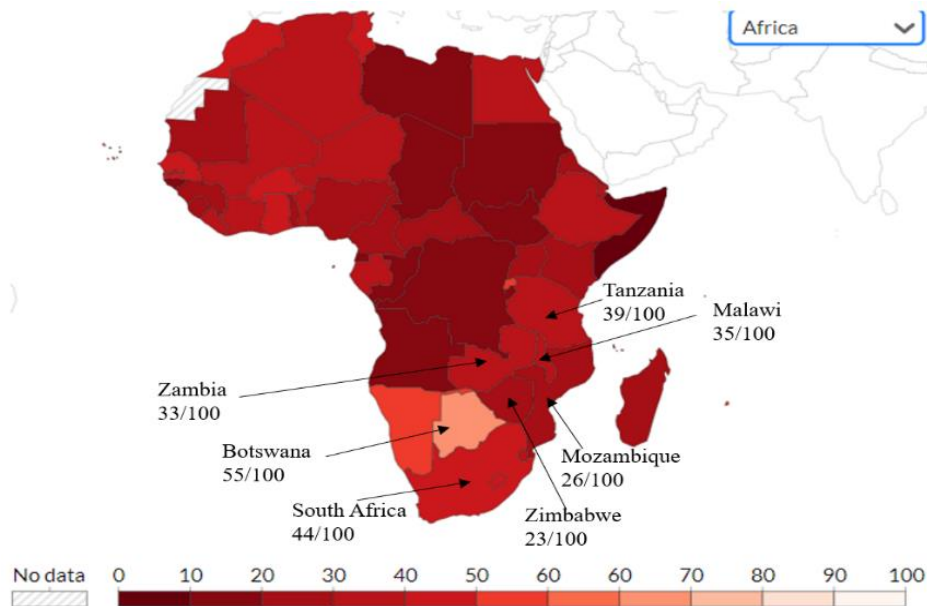 Africa
Tanzania
39/100
Malawi
35/100
Zambia
33/100
Botswana
55/100
Mozambique
26/100
South Africa
44/100
Zimbabwe
23/100
No data
0 10 20 30 40 50 60 70 80 90 100